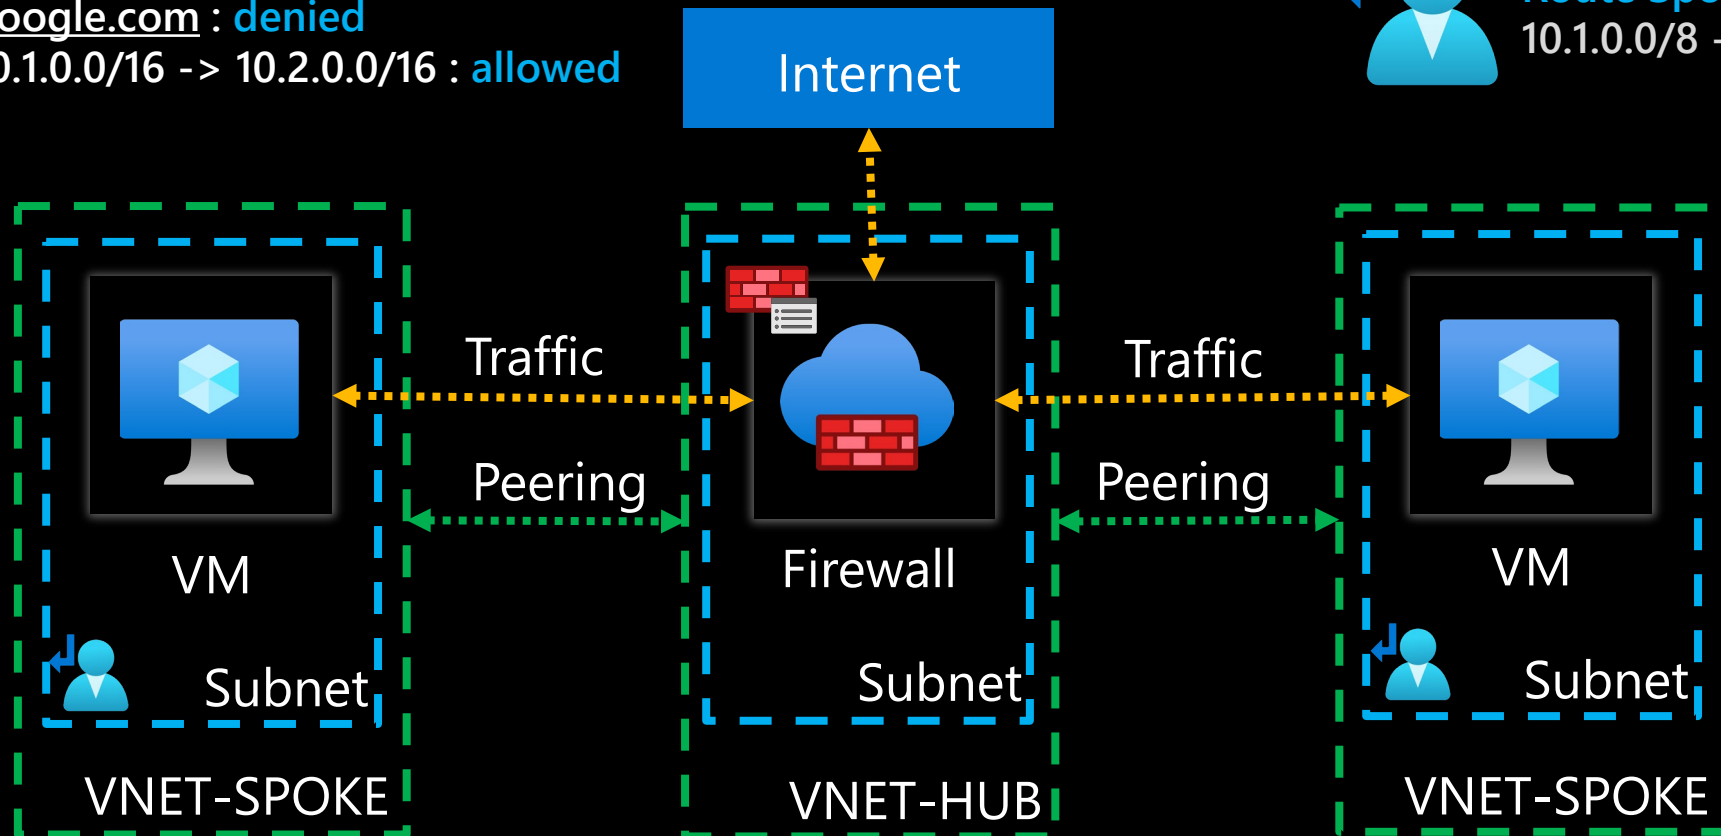 oogle.com : denied
0.1.0.0/16 -> 10.2.0.0/16 : allowed
10.1.0.0/8 -
Internet
Traffic
Traffic
Peering
Peering
VM
Firewall
VM
Subnet
Subnet
Subnet
VNET-SPOKE
VNET-HUB
VNET-SPOKE